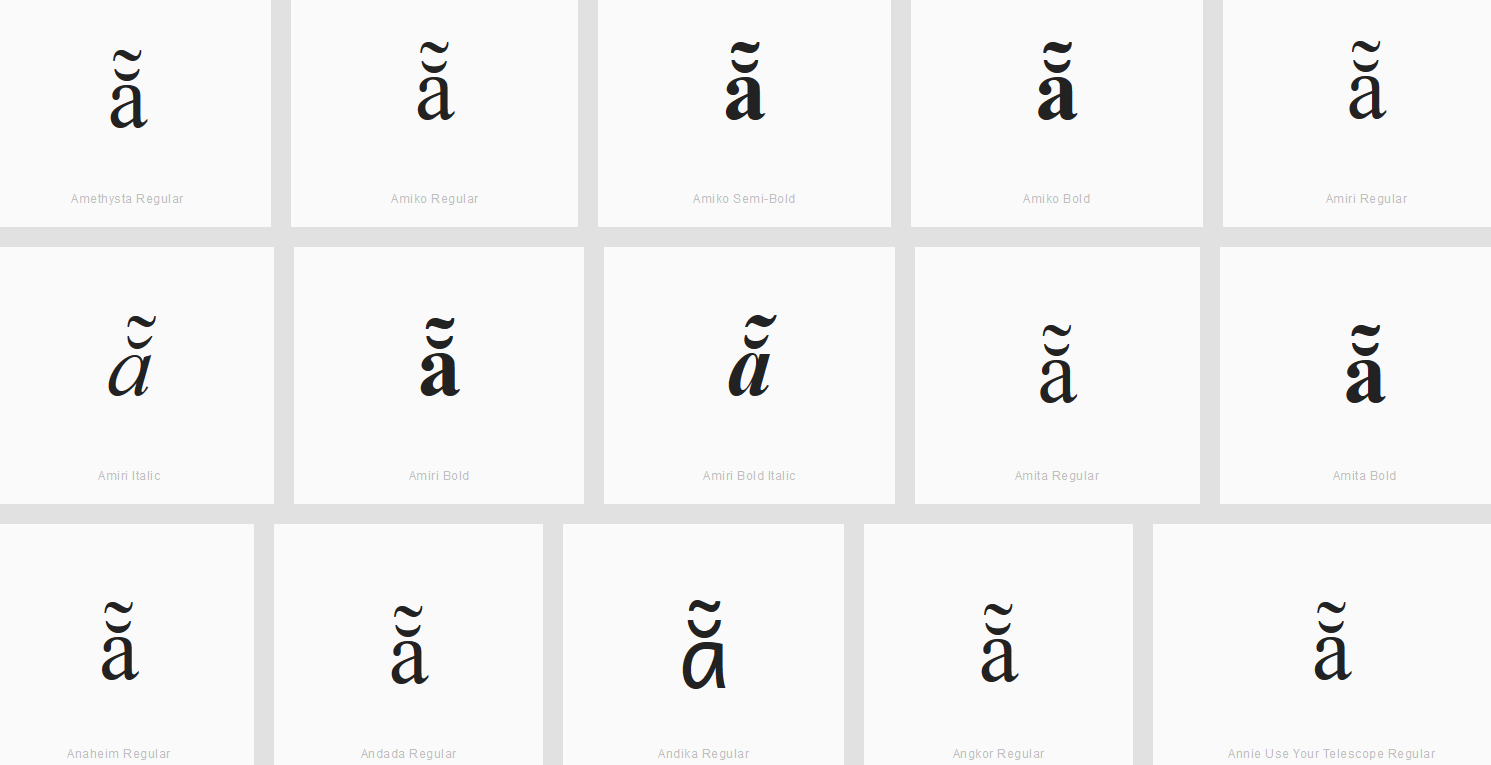 ẵ ẵ ẵ ẵ ẵ
Amethysta Regular Amiko Regular Amiko Semi-Bold Amiko Bold Amiri Regular
ẵ ẵ ẵ ẵ ẵ
Amiri Italic Amiri Bold Amiri Bold Italic Amita Regular Amita Bold
ẵ ẵ ẵ ẵ ẵ
Anaheim Regular Andada Regular Andika Regular Angkor Regular Annie Use Your Telescope Regular